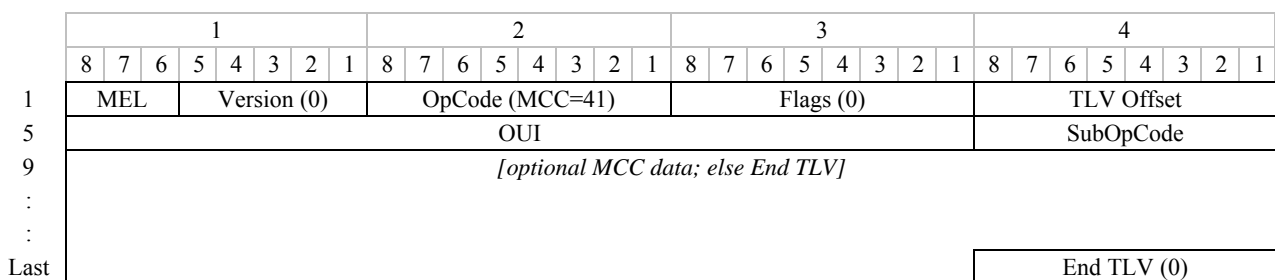 1 2 3 4
8 7 6 5 4 3 2 1 8 7 6 5 4 3 2 1 8 7 6 5 4 3 2 1 8 7 6 5 4 3 2 1
1 MEL Version (0) OpCode (MCC=41) Flags (0) TLV Offset
5 OUI SubOpCode
9 [optional MCC data; else End TLV]
:
:
Last End TLV (0)